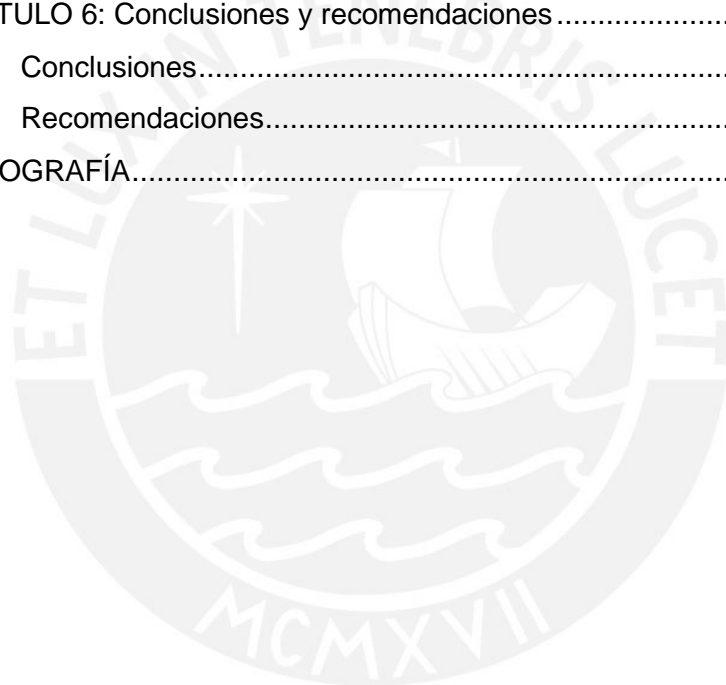 TULO 6: Conclusiones y recomendaciones
Conclusiones
Recomendaciones
OGRAFÍA
ET LUX IN TENEBRIS LUCET
MCMXVII